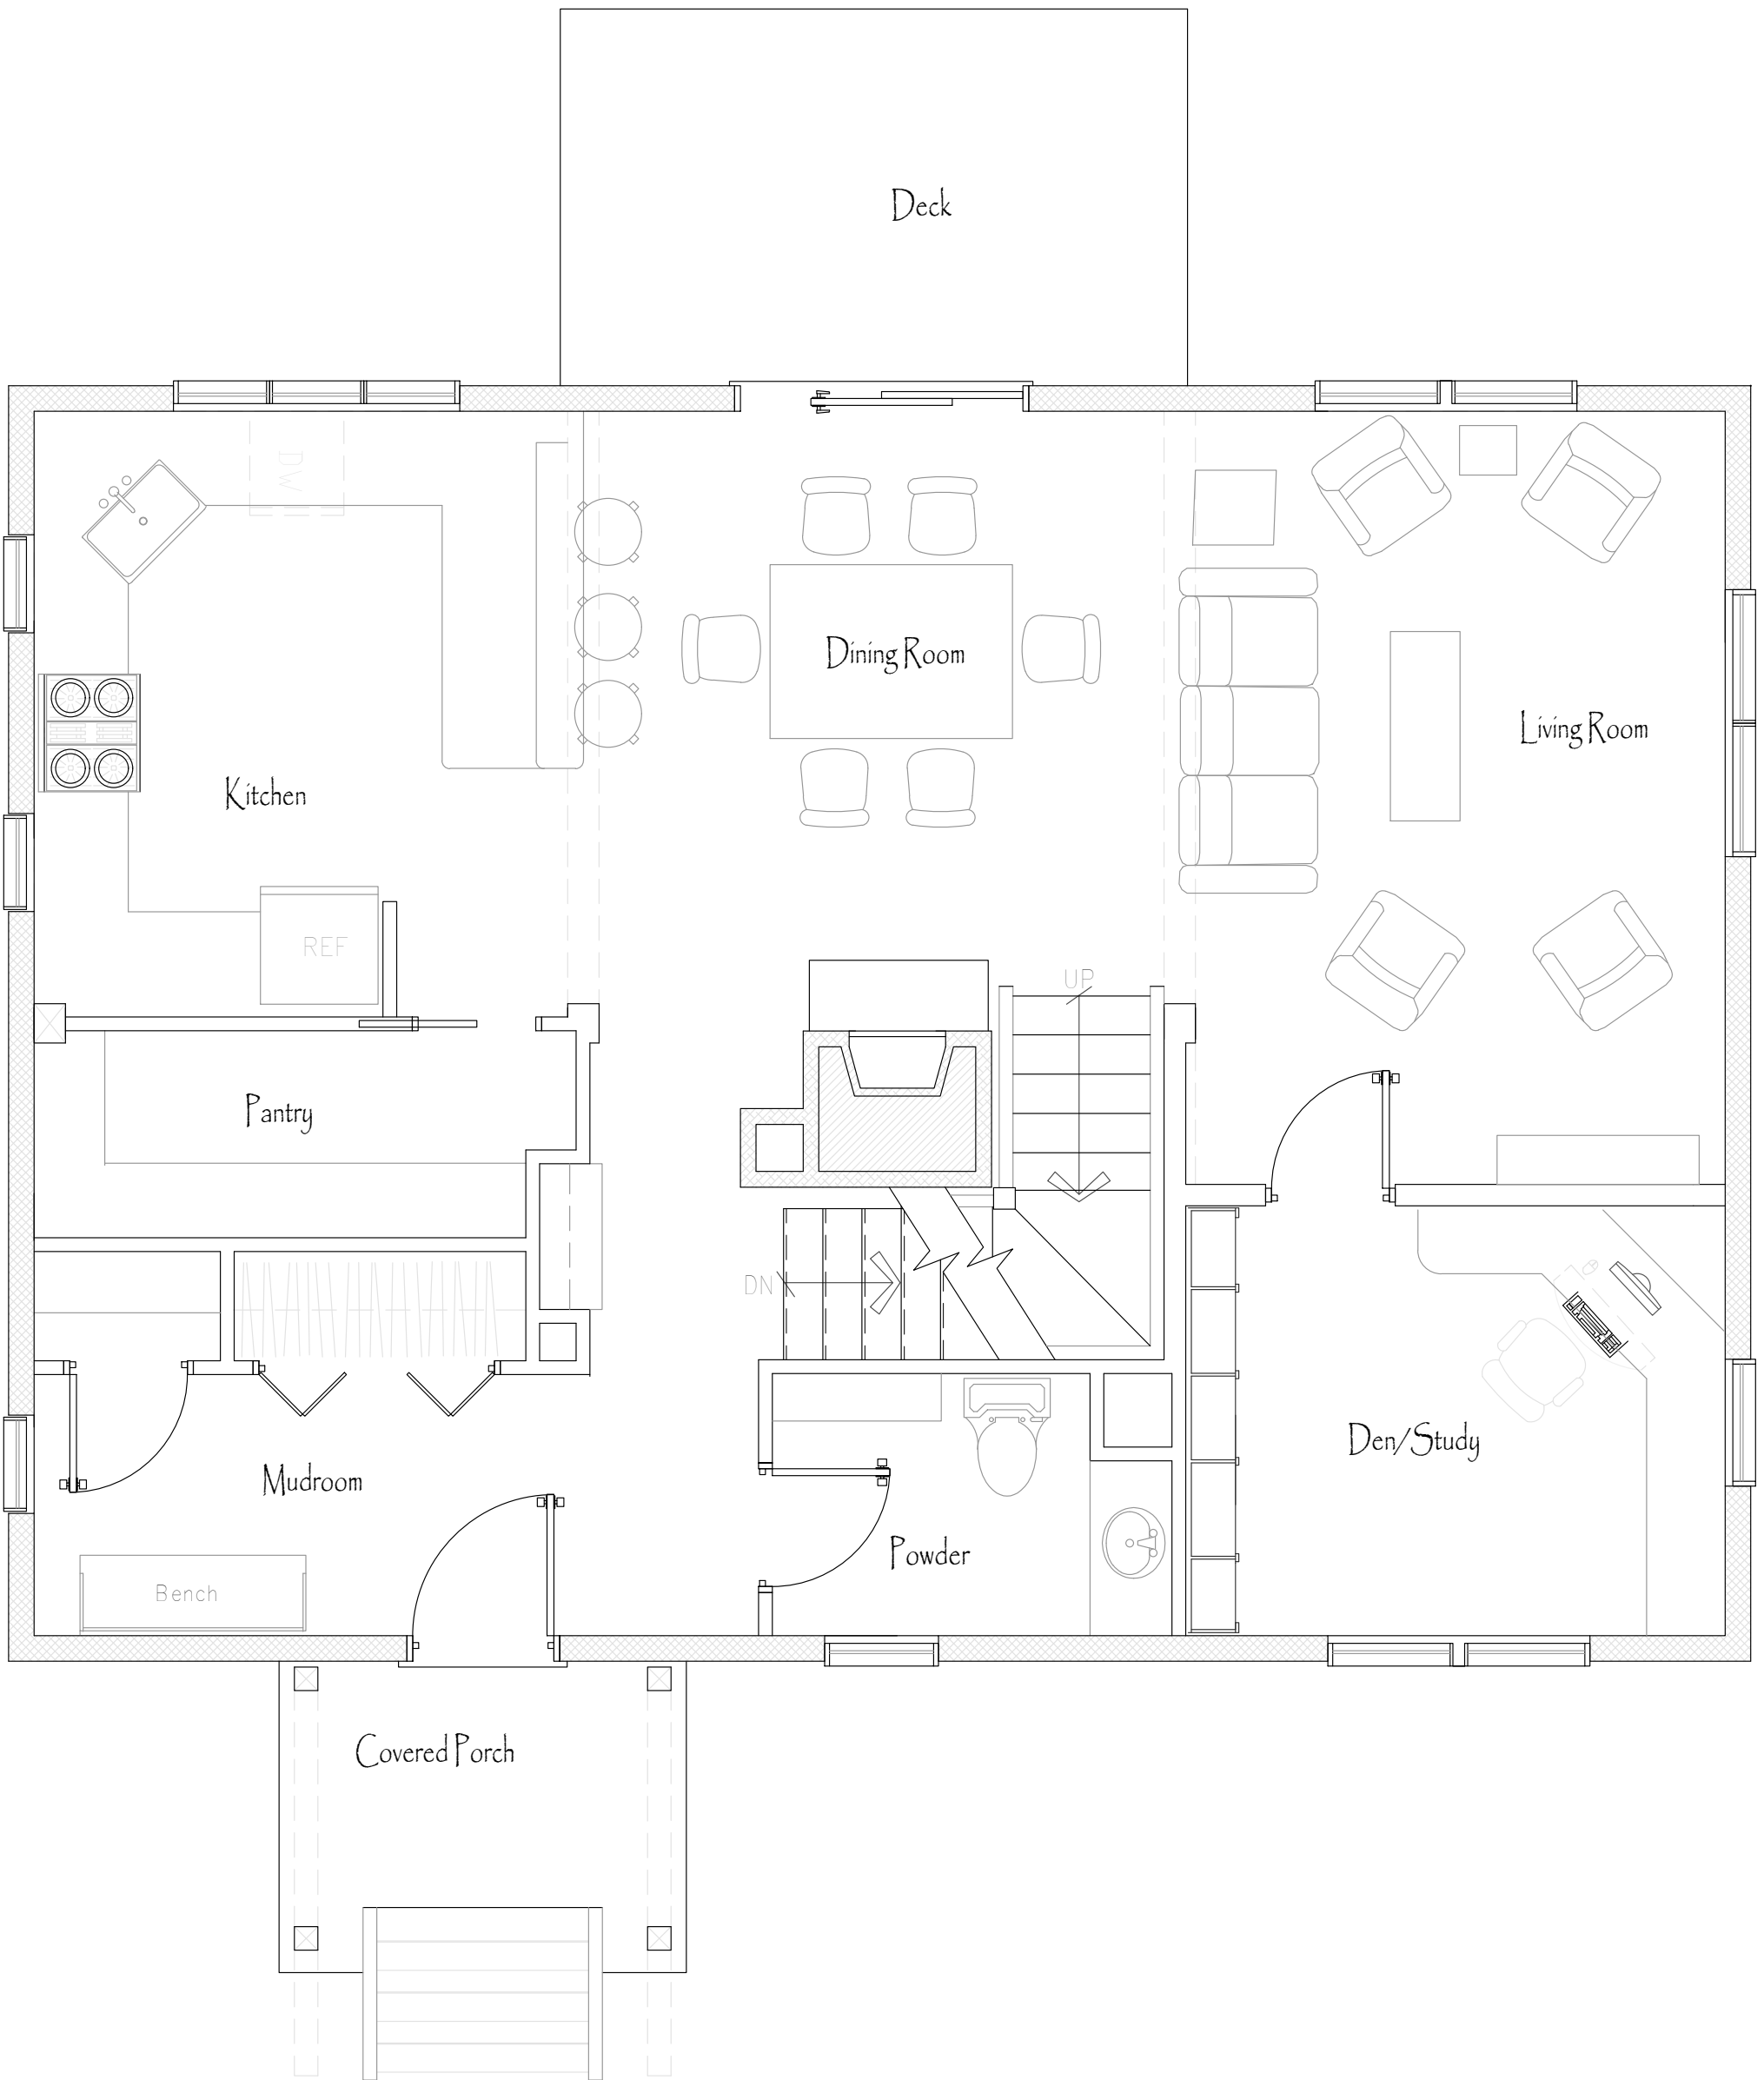 Deck
DW
Dining Room
Living Room
Kitchen
REF
UP
Pantry
DN
Den/Study
Mudroom
Powder
Bench
Covered Porch